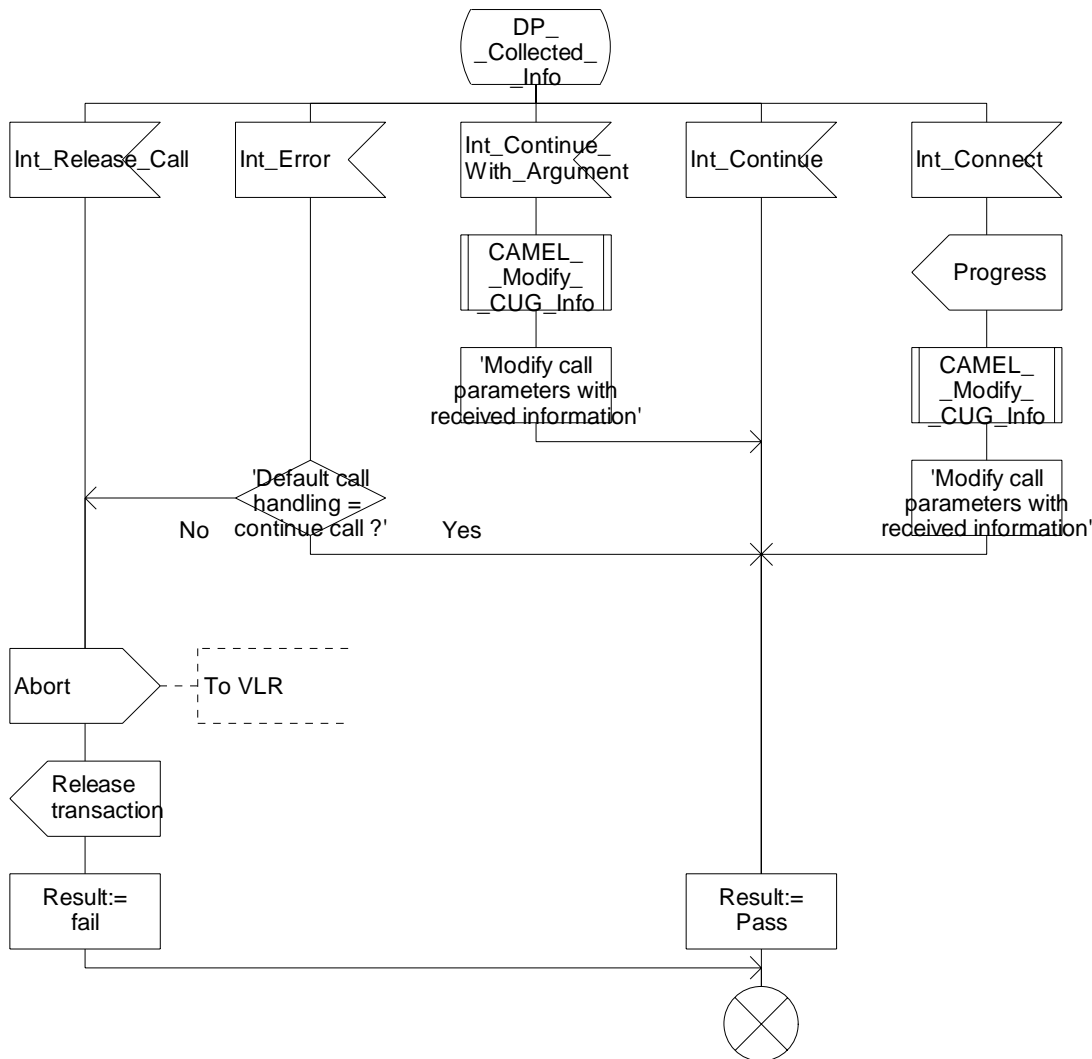 DP_
_Collected_
_Info
Int_Release_Call
Int_Error
Int_Continue_
With_Argument
Int_Continue
Int_Connect
CAMEL_
_Modify_
_CUG_Info
Progress
'Modify call
parameters with
received information'
CAMEL_
_Modify_
_CUG_Info
'Default call
handling =
continue call ?'
No
Yes
'Modify call
parameters with
received information'
Abort
To VLR
Release
transaction
Result:=
fail
Result:=
Pass